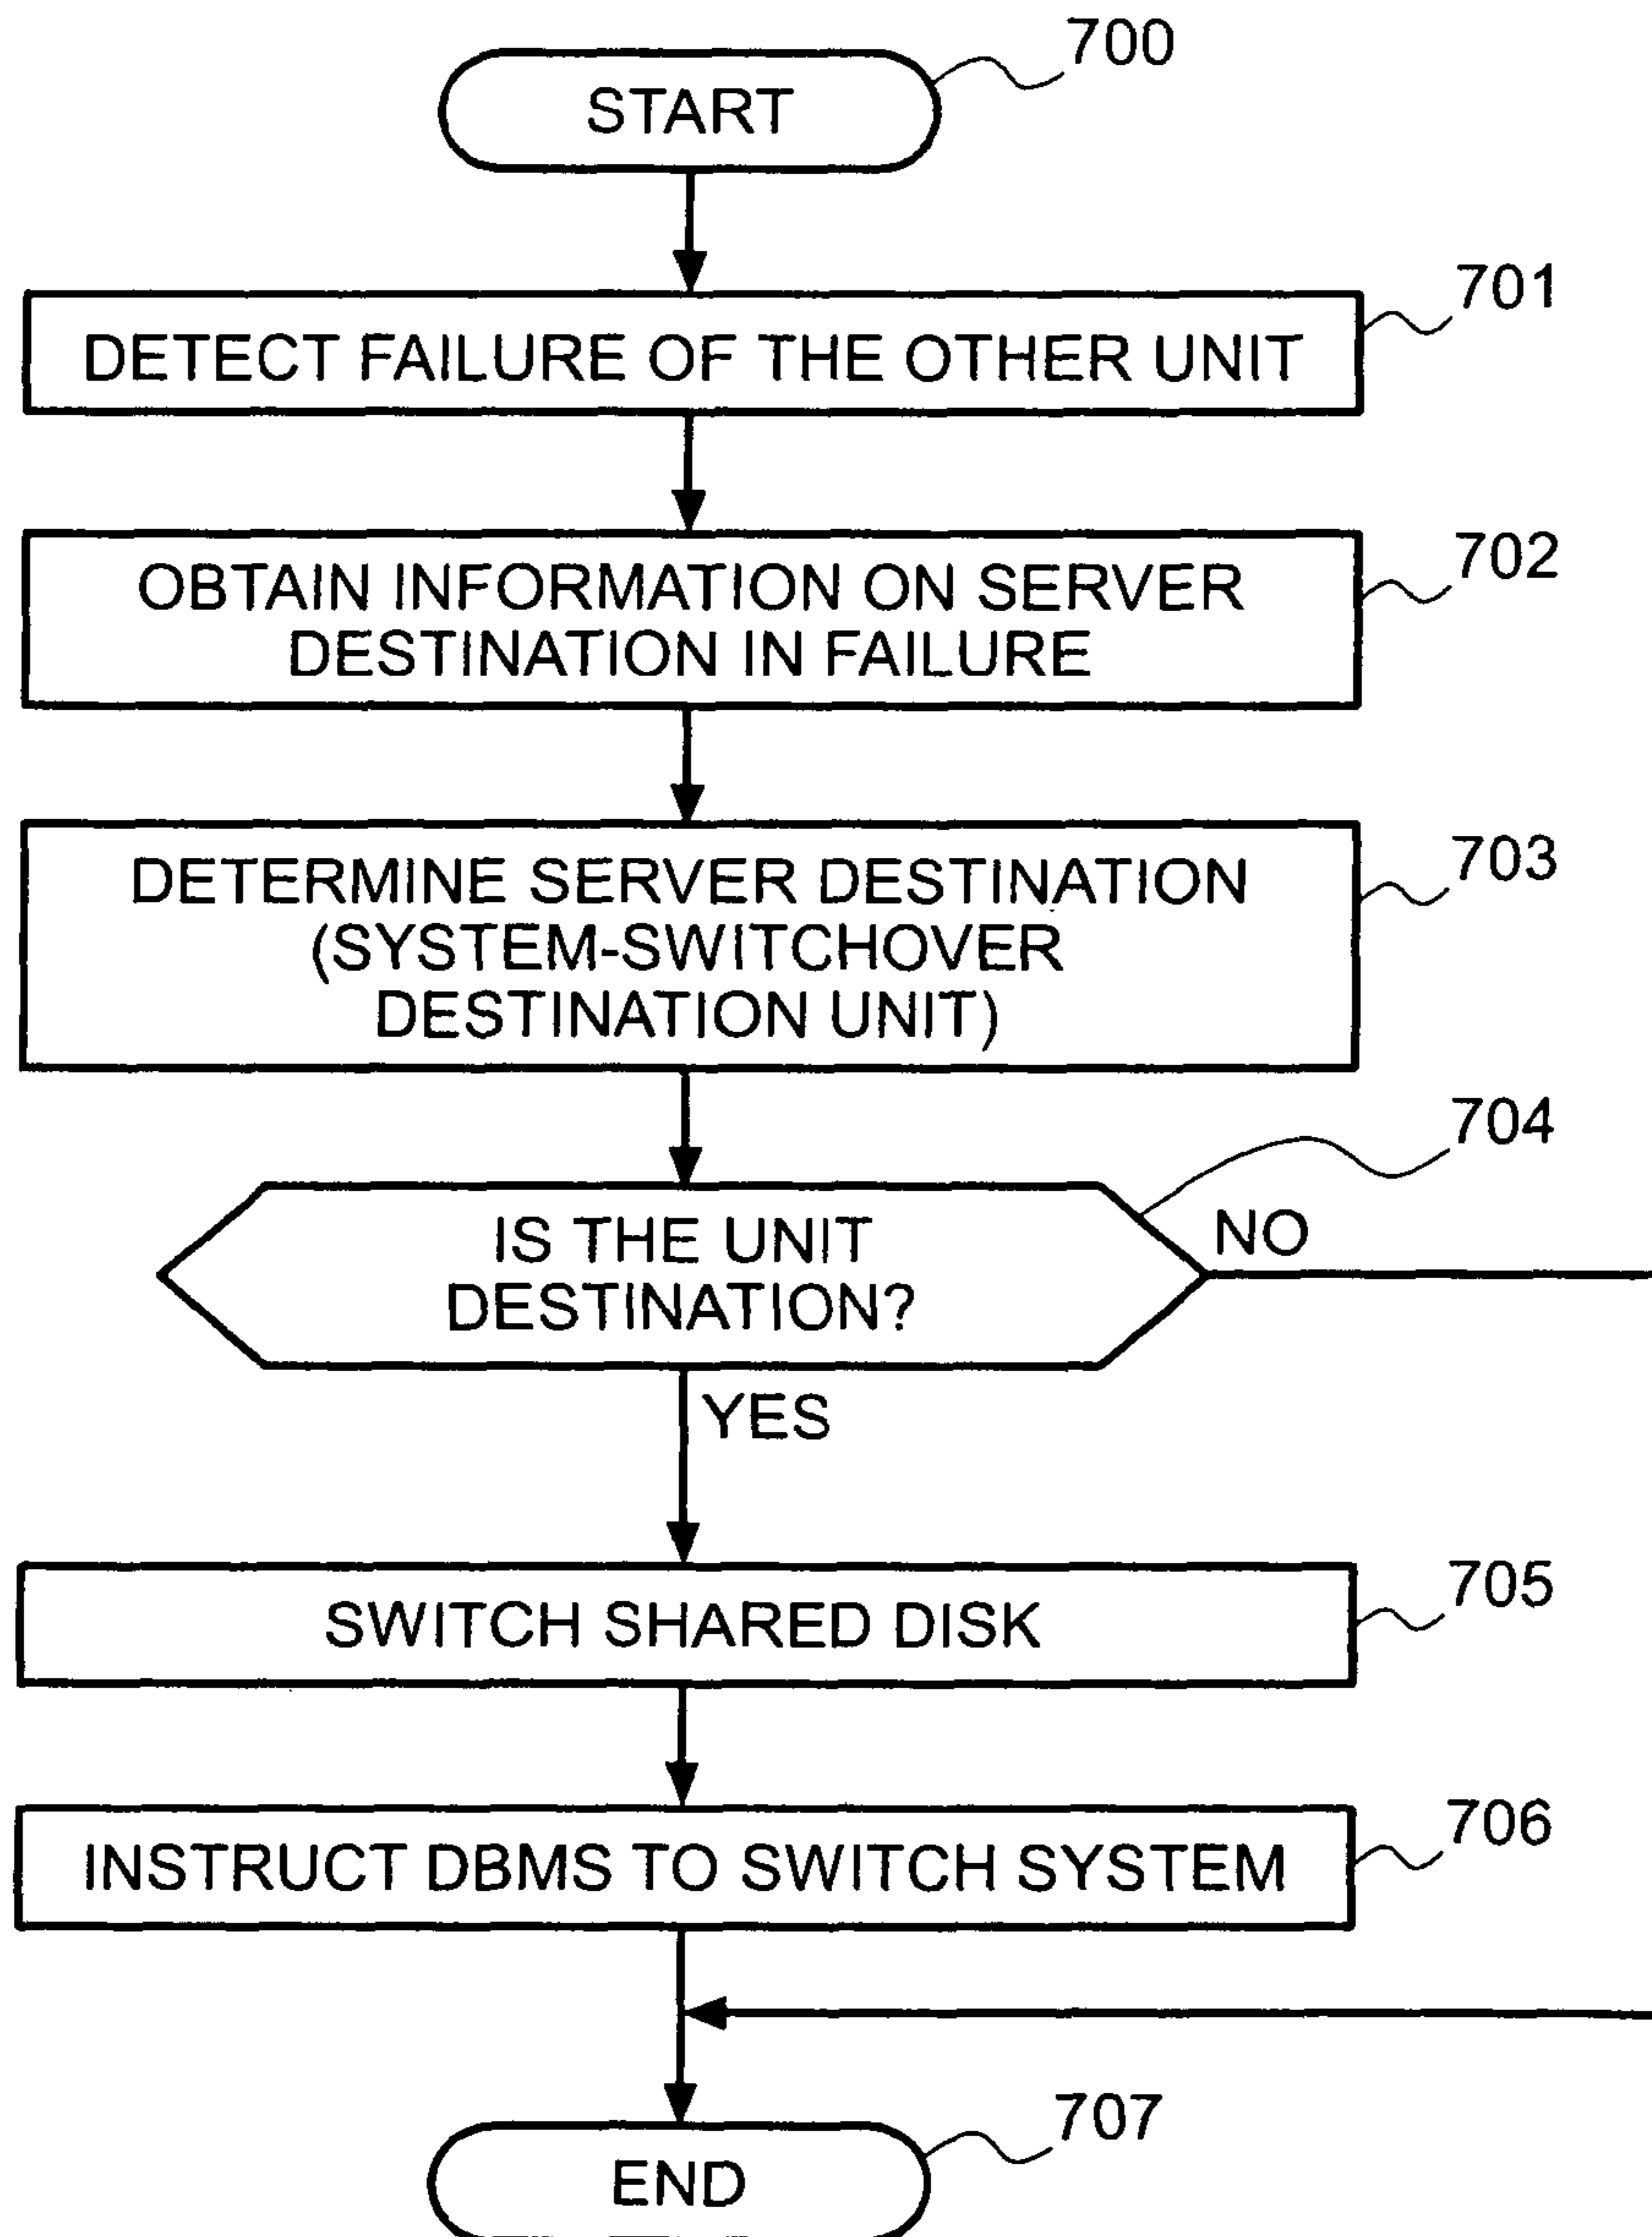 700
START
701
DETECT FAILURE OF THE OTHER UNIT
702
OBTAIN INFORMATION ON SERVER
DESTINATION IN FAILURE
703
DETERMINE SERVER DESTINATION
(SYSTEM-SWITCHOVER
DESTINATION UNIT)
704
IS THE UNIT
DESTINATION?
NO
YES
705
SWITCH SHARED DISK
706
INSTRUCT DBMS TO SWITCH SYSTEM
707
END